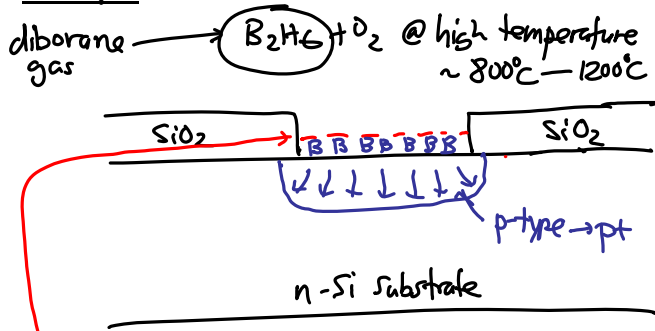 diborane gas → B₂H₆ + O₂ @ high temperature
~ 800°C — 1200°C
SiO₂ B B B B B B B SiO₂
p-type → p+
n-Si substrate